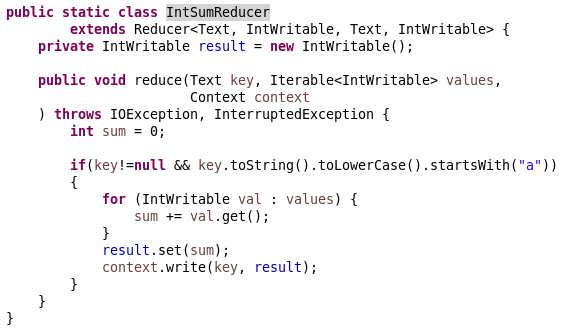 public static class IntSumReducer
        extends Reducer<Text, IntWritable, Text, IntWritable> {
    private IntWritable result = new IntWritable();

    public void reduce(Text key, Iterable<IntWritable> values,
                       Context context
    ) throws IOException, InterruptedException {
        int sum = 0;

        if(key!=null && key.toString().toLowerCase().startsWith("a"))
        {
            for (IntWritable val : values) {
                sum += val.get();
            }
            result.set(sum);
            context.write(key, result);
        }
    }
}